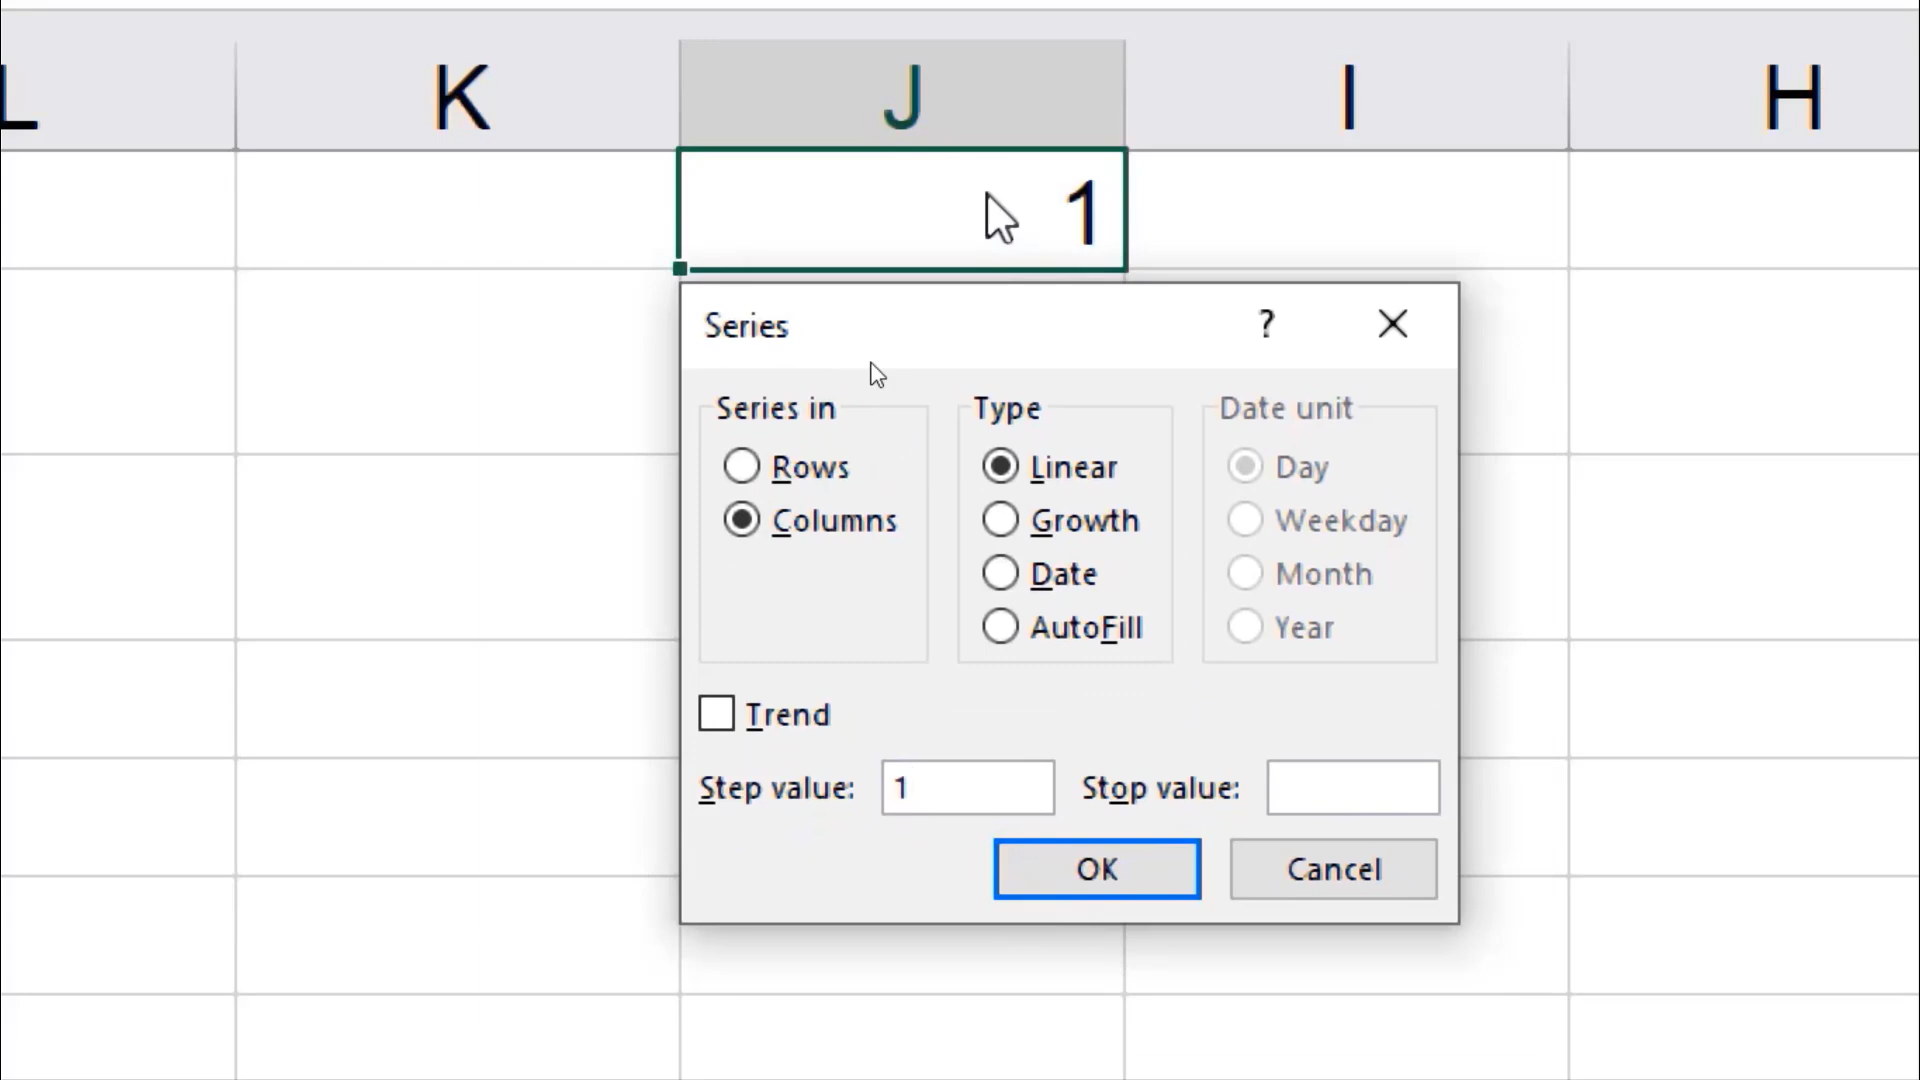 L K J I H
1
Series ?
Series in Type Date unit
Rows Linear Day
Columns Growth Weekday
Date Month
AutoFill Year
Trend
Step value: 1 Stop value:
OK Cancel